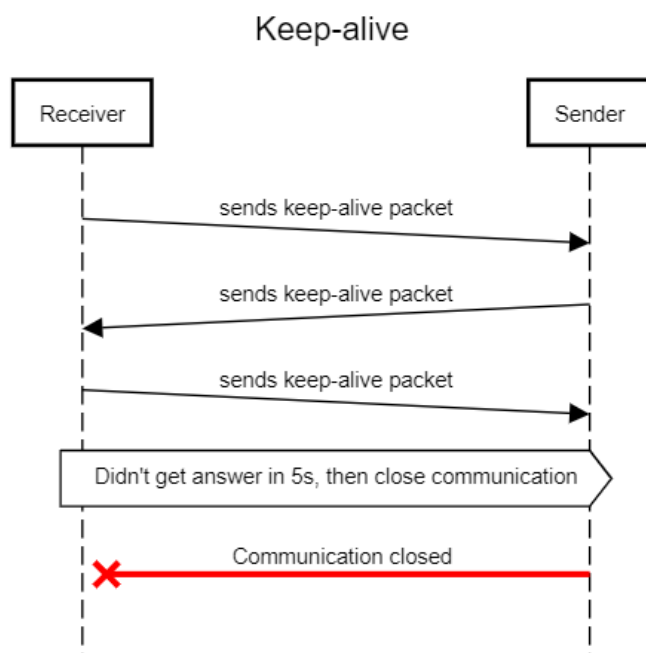 Keep-alive
Receiver
Sender
sends keep-alive packet
sends keep-alive packet
sends keep-alive packet
Didn't get answer in 5s, then close communication
Communication closed